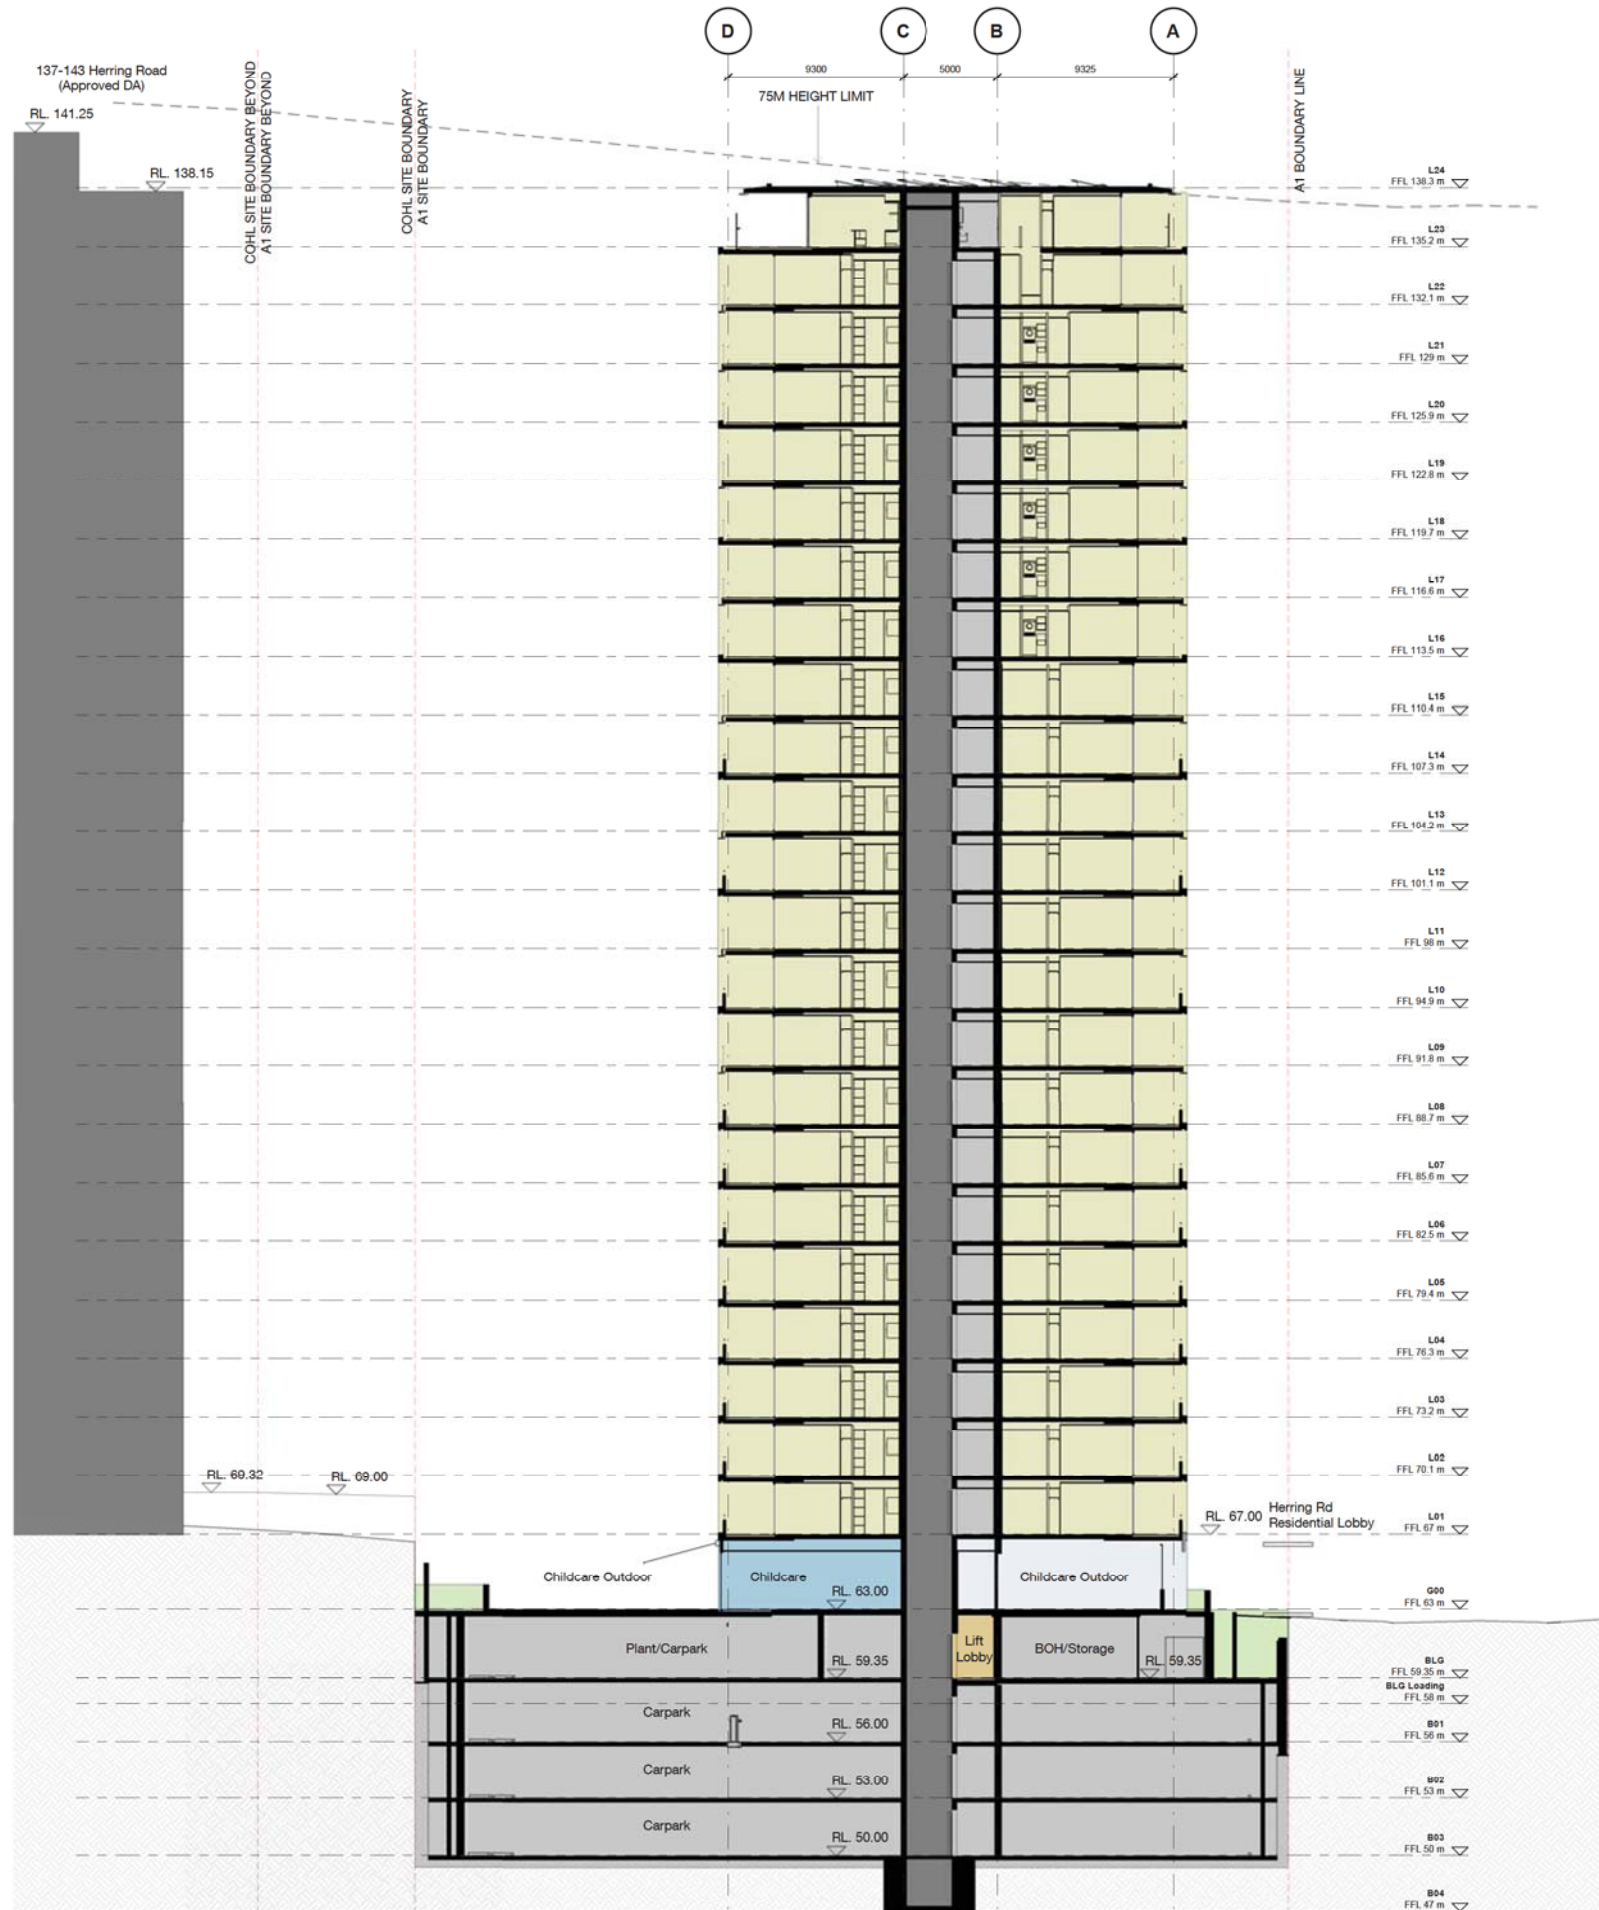 D
C
B
A
9300
5000
9325
75M HEIGHT LIMIT
137-143 Herring Road
(Approved DA)
RL. 141.25
RL. 138.15
COHL SITE BOUNDARY BEYOND
A1 SITE BOUNDARY BEYOND
COHL SITE BOUNDARY
A1 SITE BOUNDARY
A1 BOUNDARY LINE
L24
FFL 138.3 m
L23
FFL 135.2 m
L22
FFL 132.1 m
L21
FFL 129 m
L20
FFL 125.9 m
L19
FFL 122.8 m
L18
FFL 119.7 m
L17
FFL 116.6 m
L16
FFL 113.5 m
L15
FFL 110.4 m
L14
FFL 107.3 m
L13
FFL 104.2 m
L12
FFL 101.1 m
L11
FFL 98 m
L10
FFL 94.9 m
L09
FFL 91.8 m
L08
FFL 88.7 m
L07
FFL 85.6 m
L06
FFL 82.5 m
L05
FFL 79.4 m
L04
FFL 76.3 m
L03
FFL 73.2 m
L02
FFL 70.1 m
RL. 69.32
RL. 69.00
RL. 67.00
Herring Rd
Residential Lobby
L01
FFL 67 m
Childcare Outdoor
Childcare
RL. 63.00
Childcare Outdoor
G00
FFL 63 m
Plant/Carpark
RL. 59.35
Lift
Lobby
BOH/Storage
RL. 59.35
BLG
FFL 59.35 m
BLG Loading
FFL 58 m
Carpark
RL. 56.00
B01
FFL 56 m
Carpark
RL. 53.00
B02
FFL 53 m
Carpark
RL. 50.00
B03
FFL 50 m
B04
FFL 47 m